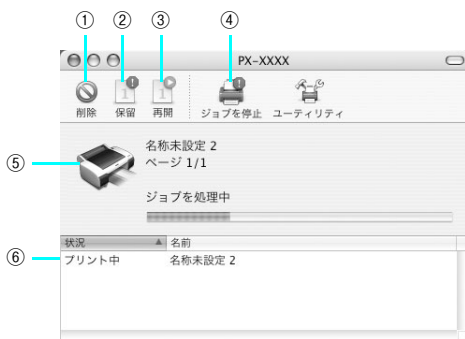 ① ② ③ ④
PX-XXXX
削除 保留 再開 ジョブを停止 ユーティリティ
名称未設定 2
⑤ ページ 1/1
ジョブを処理中
状況 名前
⑥ プリント中 名称未設定 2